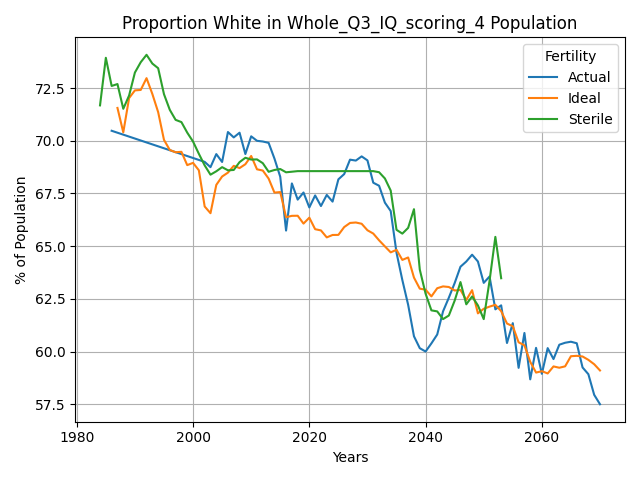 Proportion White in Whole_Q3_IQ_scoring_4 Population
Fertility
Actual
Ideal
Sterile
% of Population
72.5
70.0
67.5
65.0
62.5
60.0
57.5
1980
2000
2020
2040
2060
Years